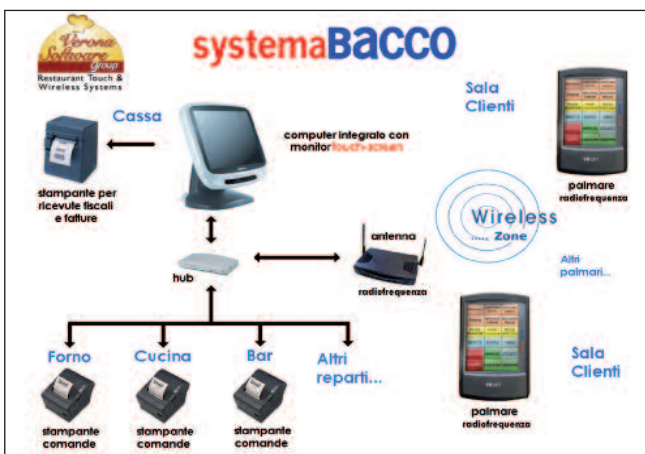 Verona
Software
Group
Restaurant Touch &
Wireless Systems
systemaBACCO
Cassa
computer integrato con
monitor touch-screen
stampante per
ricevute fiscali
e fatture
Sala
Clienti
palmare
radiofrequenza
Wireless
Zone
antenna
radiofrequenza
hub
Altri
palmari...
Forno
Cucina
Bar
Altri
reparti...
stampante
comande
stampante
comande
stampante
comande
Sala
Clienti
palmare
radiofrequenza